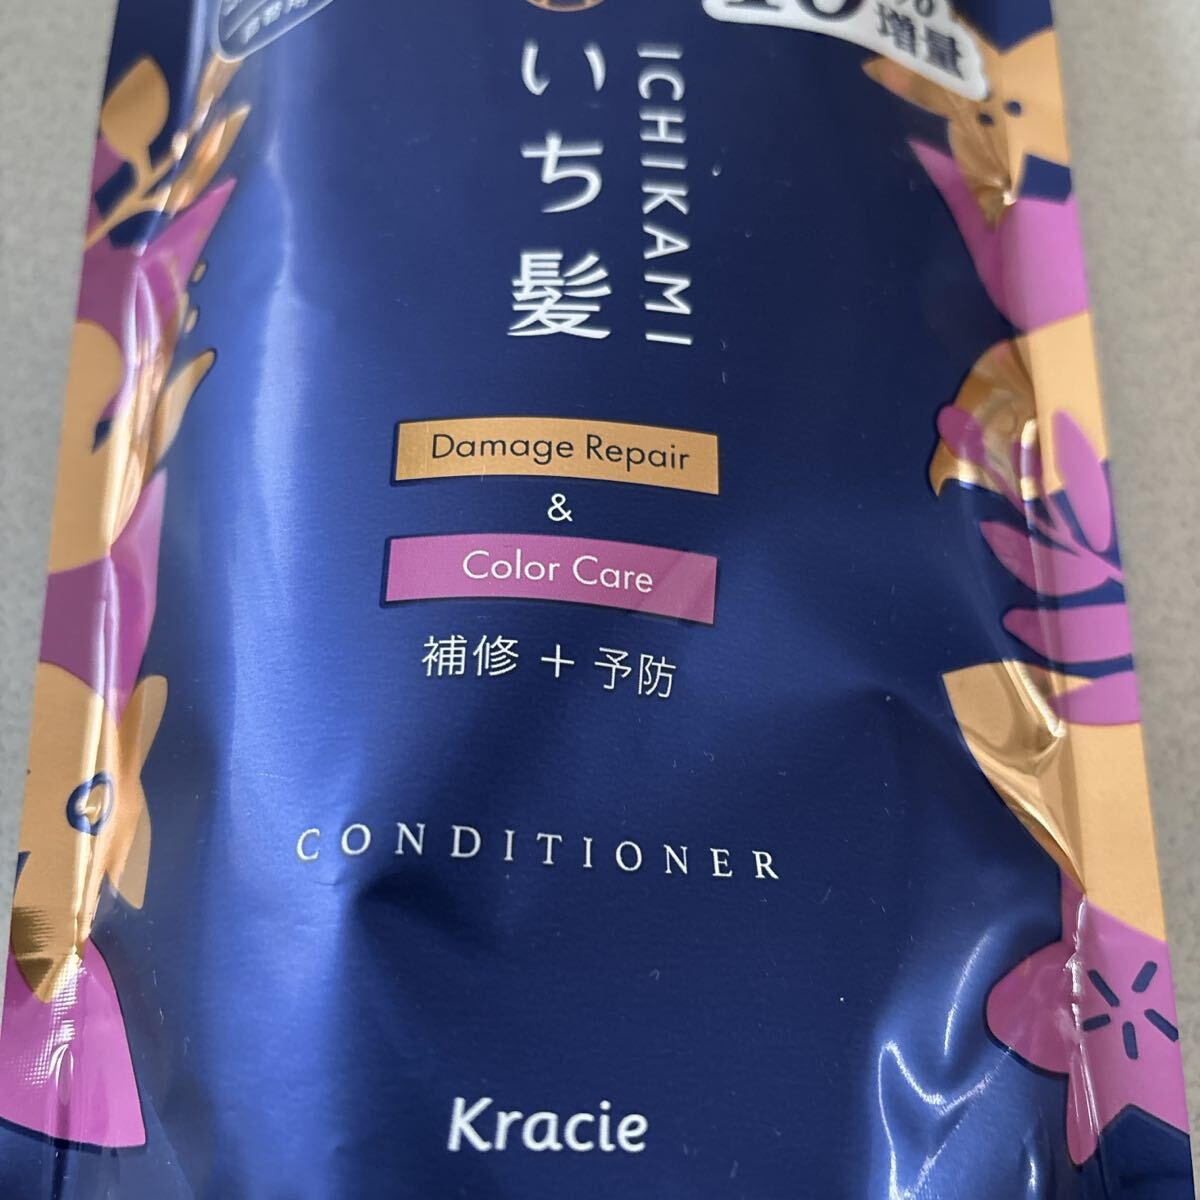 増量
いち髪
ICHIKAMI
Damage Repair
&
Color Care
補修 + 予防
CONDITIONER
Kracie